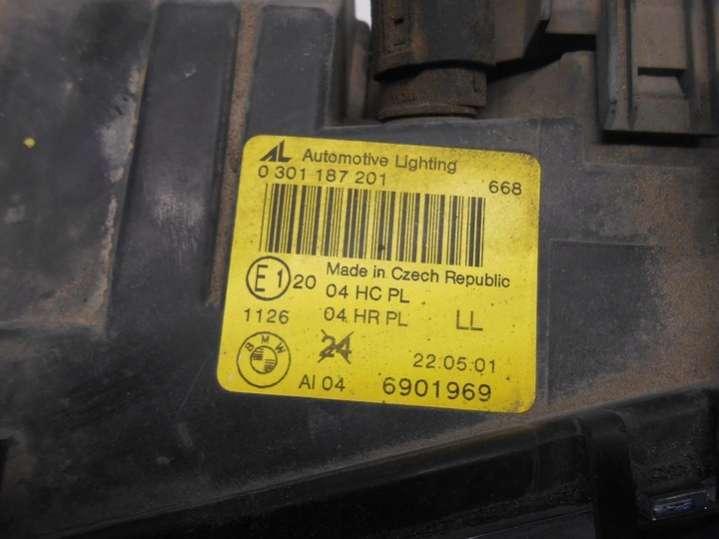 AL Automotive Lighting
0 301 187 201 668
Made in Czech Republic
E1 20 04 HC PL
1126 04 HR PL LL
BMW 24 22.05.01
Al 04 6901969